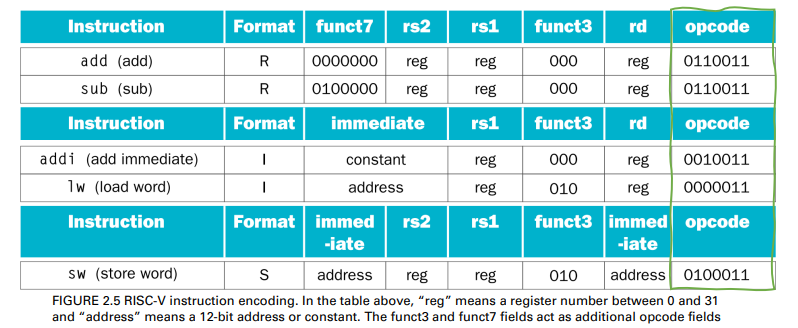 Instruction Format funct7 rs2 rs1 funct3 rd opcode
add (add) R 0000000 reg reg 000 reg 0110011
sub (sub) R 0100000 reg reg 000 reg 0110011
Instruction Format immediate rs1 funct3 rd opcode
addi (add immediate) I constant reg 000 reg 0010011
lw (load word) I address reg 010 reg 0000011
Instruction Format immed rs2 rs1 funct3 immed opcode
-iate -iate
sw (store word) S address reg reg 010 address 0100011
FIGURE 2.5 RISC-V instruction encoding. In the table above, “reg” means a register number between 0 and 31
and “address” means a 12-bit address or constant. The funct3 and funct7 fields act as additional opcode fields